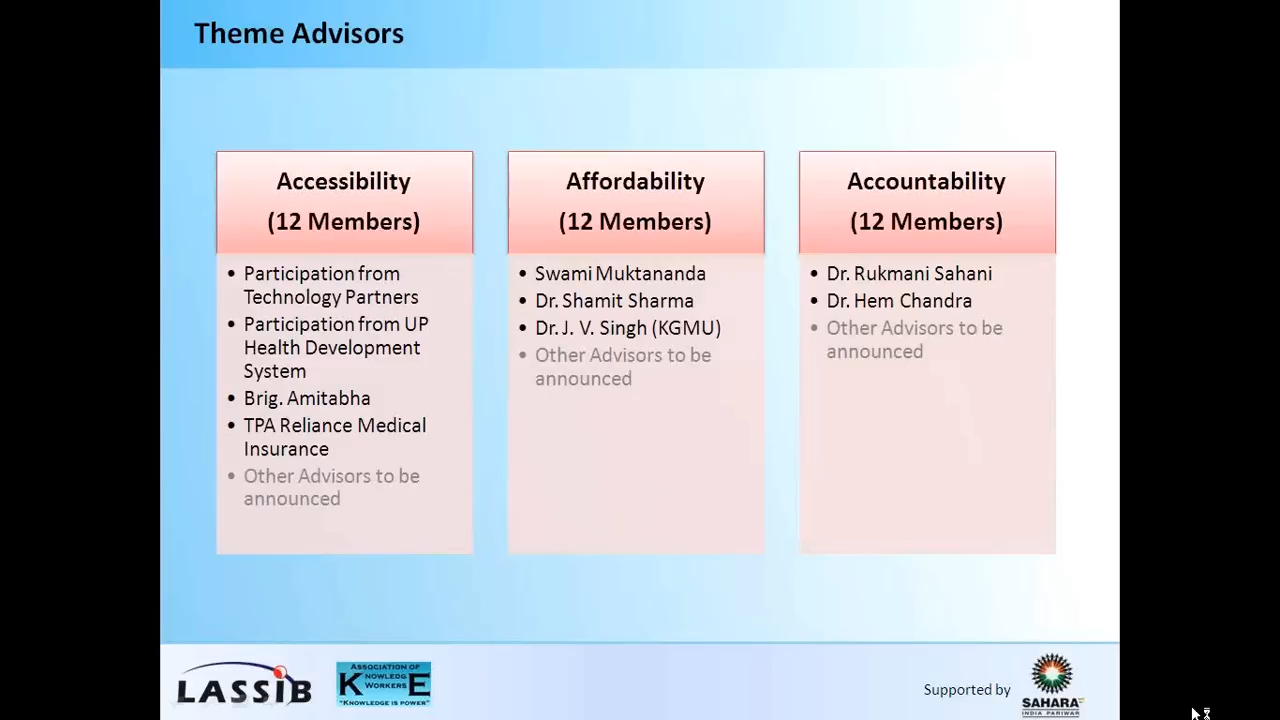 Theme Advisors
Accessibility
(12 Members)
• Participation from
Technology Partners
• Participation from UP
Health Development
System
• Brig. Amitabha
• TPA Reliance Medical
Insurance
• Other Advisors to be
announced
Affordability
(12 Members)
• Swami Muktananda
• Dr. Shamit Sharma
• Dr. J. V. Singh (KGMU)
• Other Advisors to be
announced
Accountability
(12 Members)
• Dr. Rukmani Sahani
• Dr. Hem Chandra
• Other Advisors to be
announced
LASSIB
ASSOCIATION OF
KNOWLEDGE
WORKERS
"KNOWLEDGE IS POWER"
Supported by
SAHARA
INDIA PARIWAR